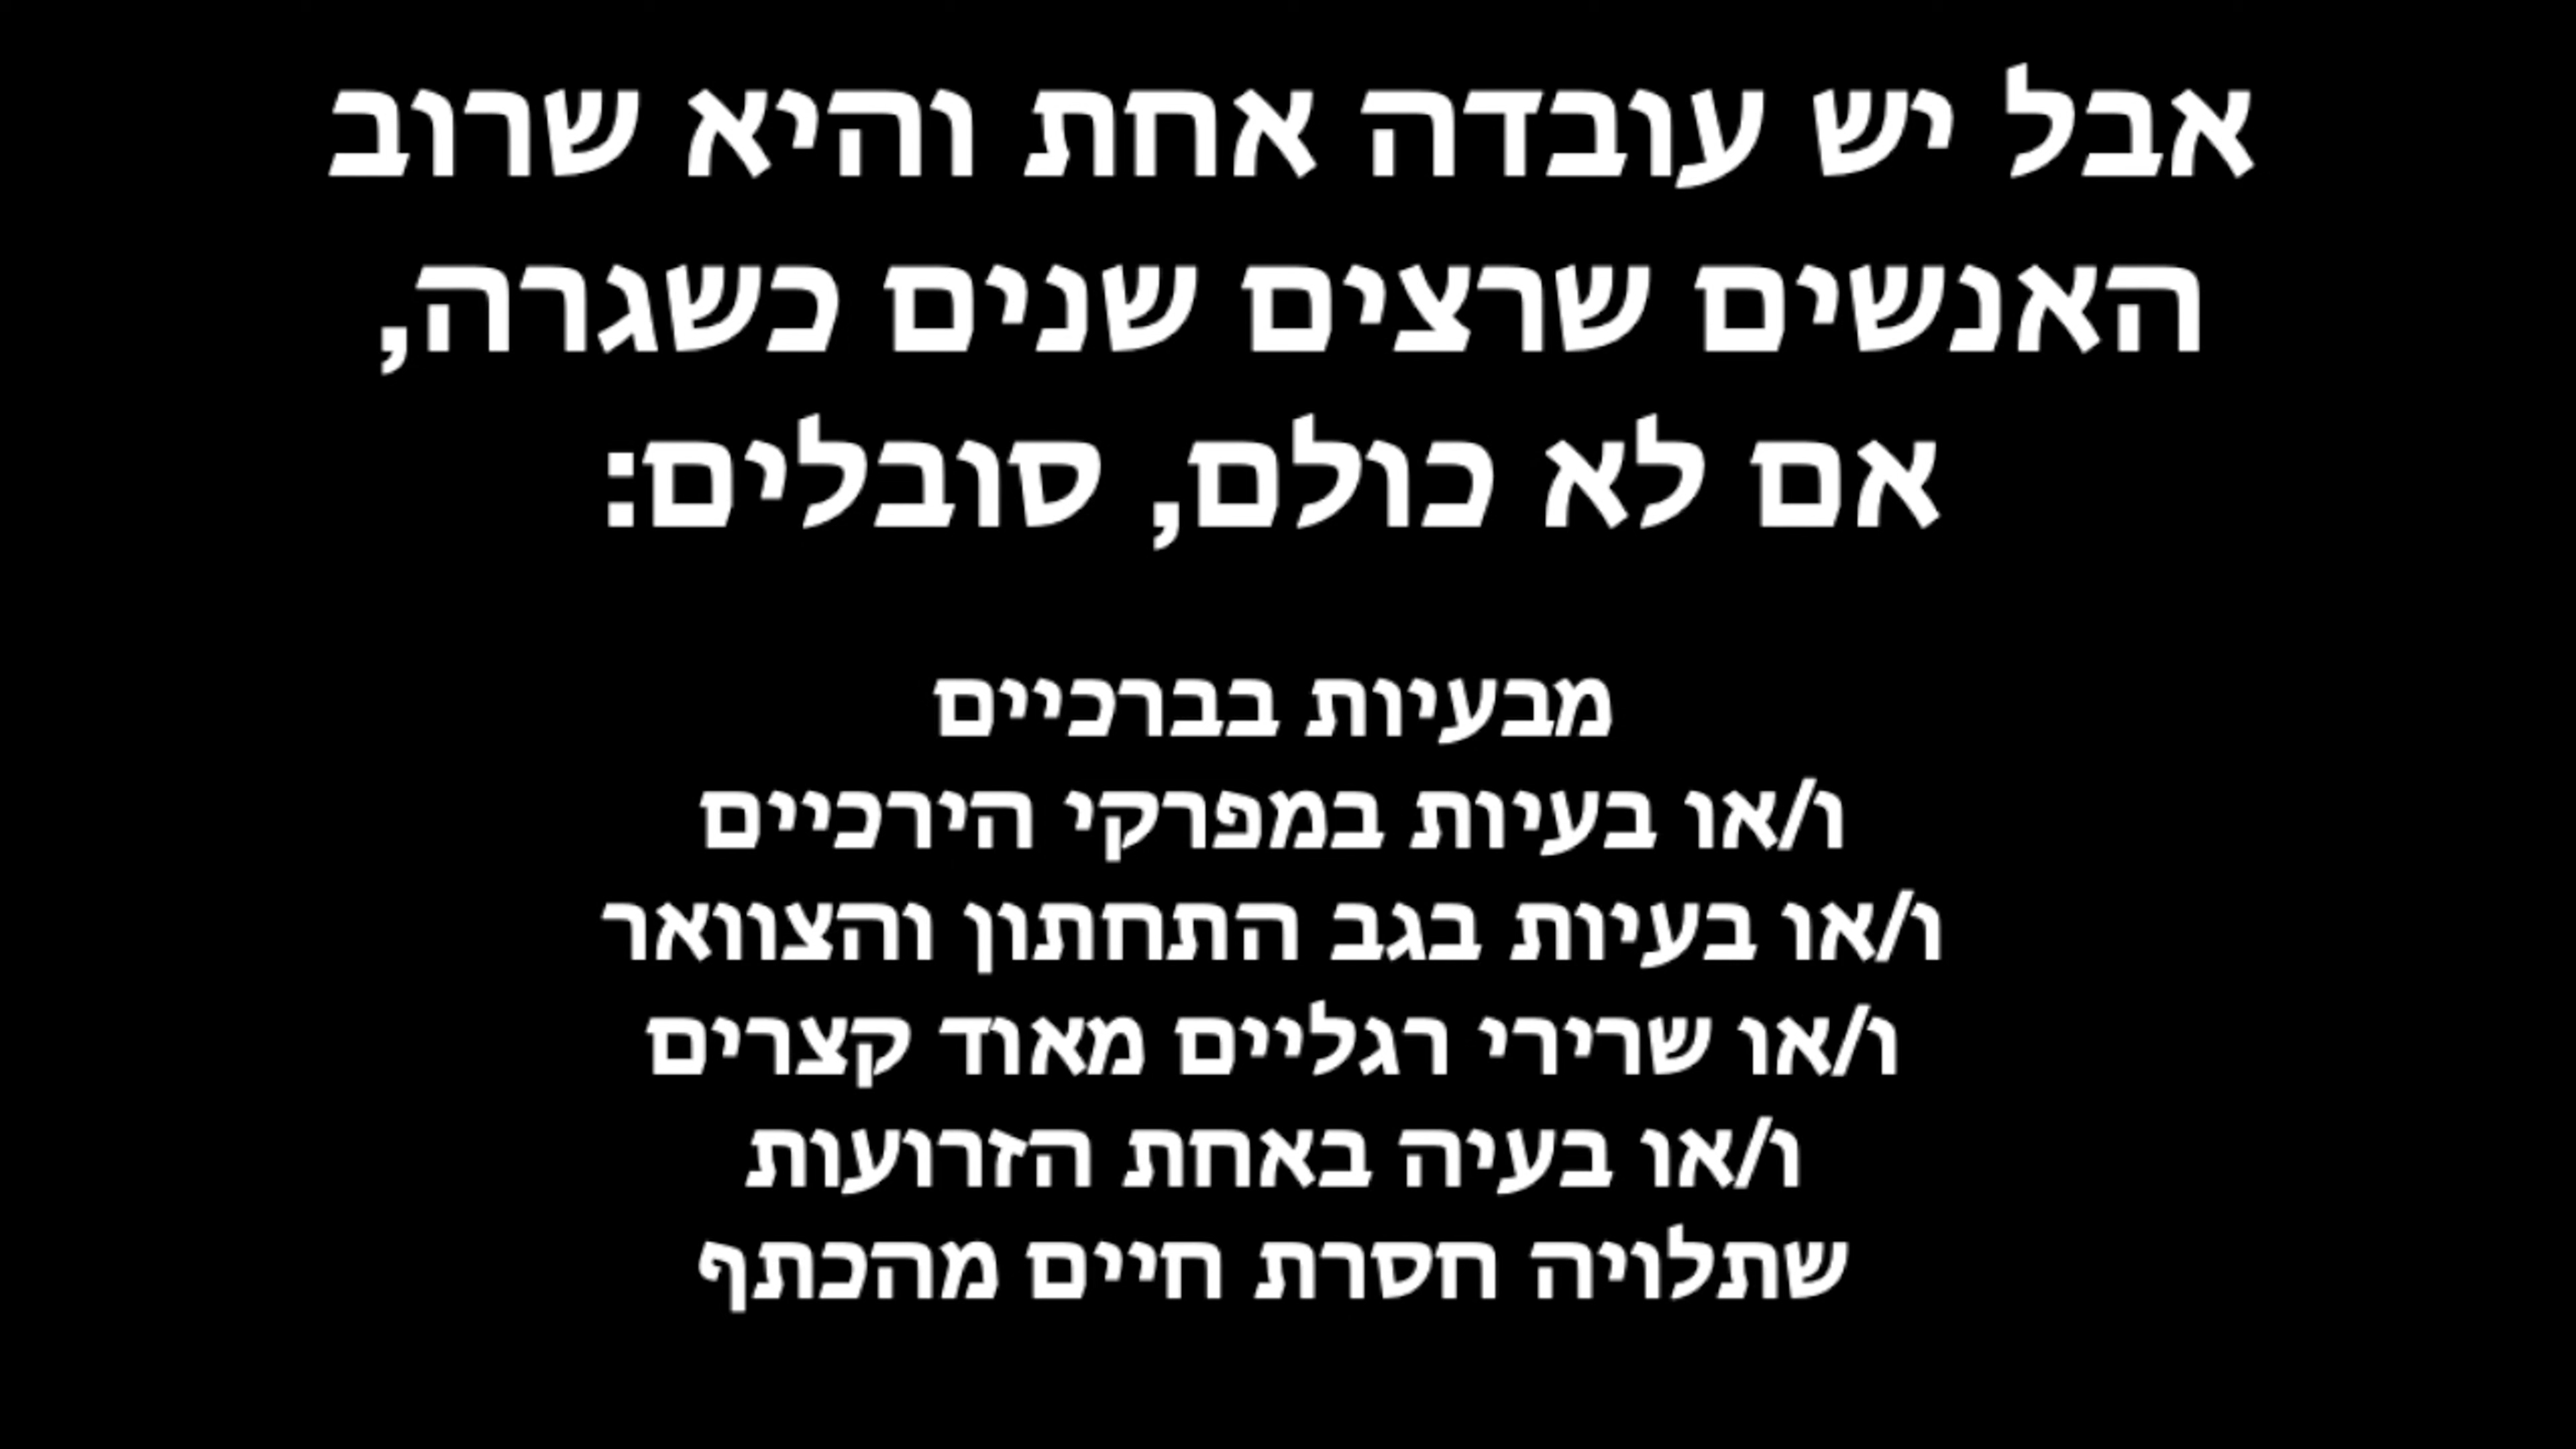 אבל יש עובדה אחת והיא שרוב
האנשים שרצים שנים כשגרה,
אם לא כולם, סובלים:
מבעיות בברכיים
ו/או בעיות במפרקי הירכיים
ו/או בעיות בגב התחתון והצוואר
ו/או שרירי רגליים מאוד קצרים
ו/או בעיה באחת הזרועות
שתלויה חסרת חיים מהכתף